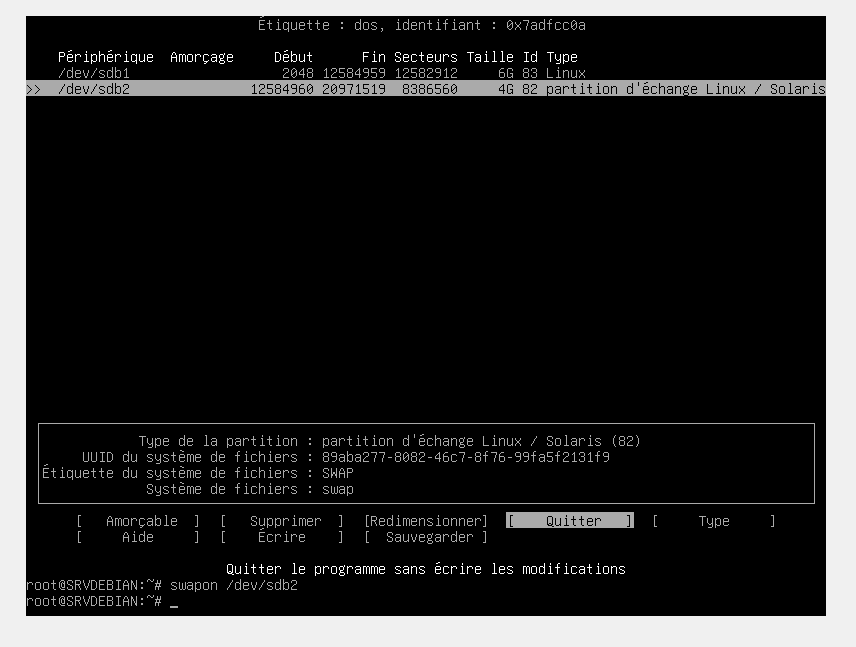 Étiquette : dos, identifiant : 0x7adfcc0a
Périphérique Amorçage Début Fin Secteurs Taille Id Type
/dev/sdb1 2048 12584959 12582912 6G 83 Linux
>> /dev/sdb2 12584960 20971519 8386560 4G 82 partition d'échange Linux / Solaris
Type de la partition : partition d'échange Linux / Solaris (82)
UUID du système de fichiers : 89aba277-8082-46c7-8f76-99fa5f2131f9
Étiquette du système de fichiers : SWAP
Système de fichiers : swap
[ Amorçable ] [ Supprimer ] [Redimensionner] [ Quitter ] [ Type ]
[ Aide ] [ Écrire ] [ Sauvegarder ]
Quitter le programme sans écrire les modifications
root@SRVDEBIAN:~# swapon /dev/sdb2
root@SRVDEBIAN:~# _